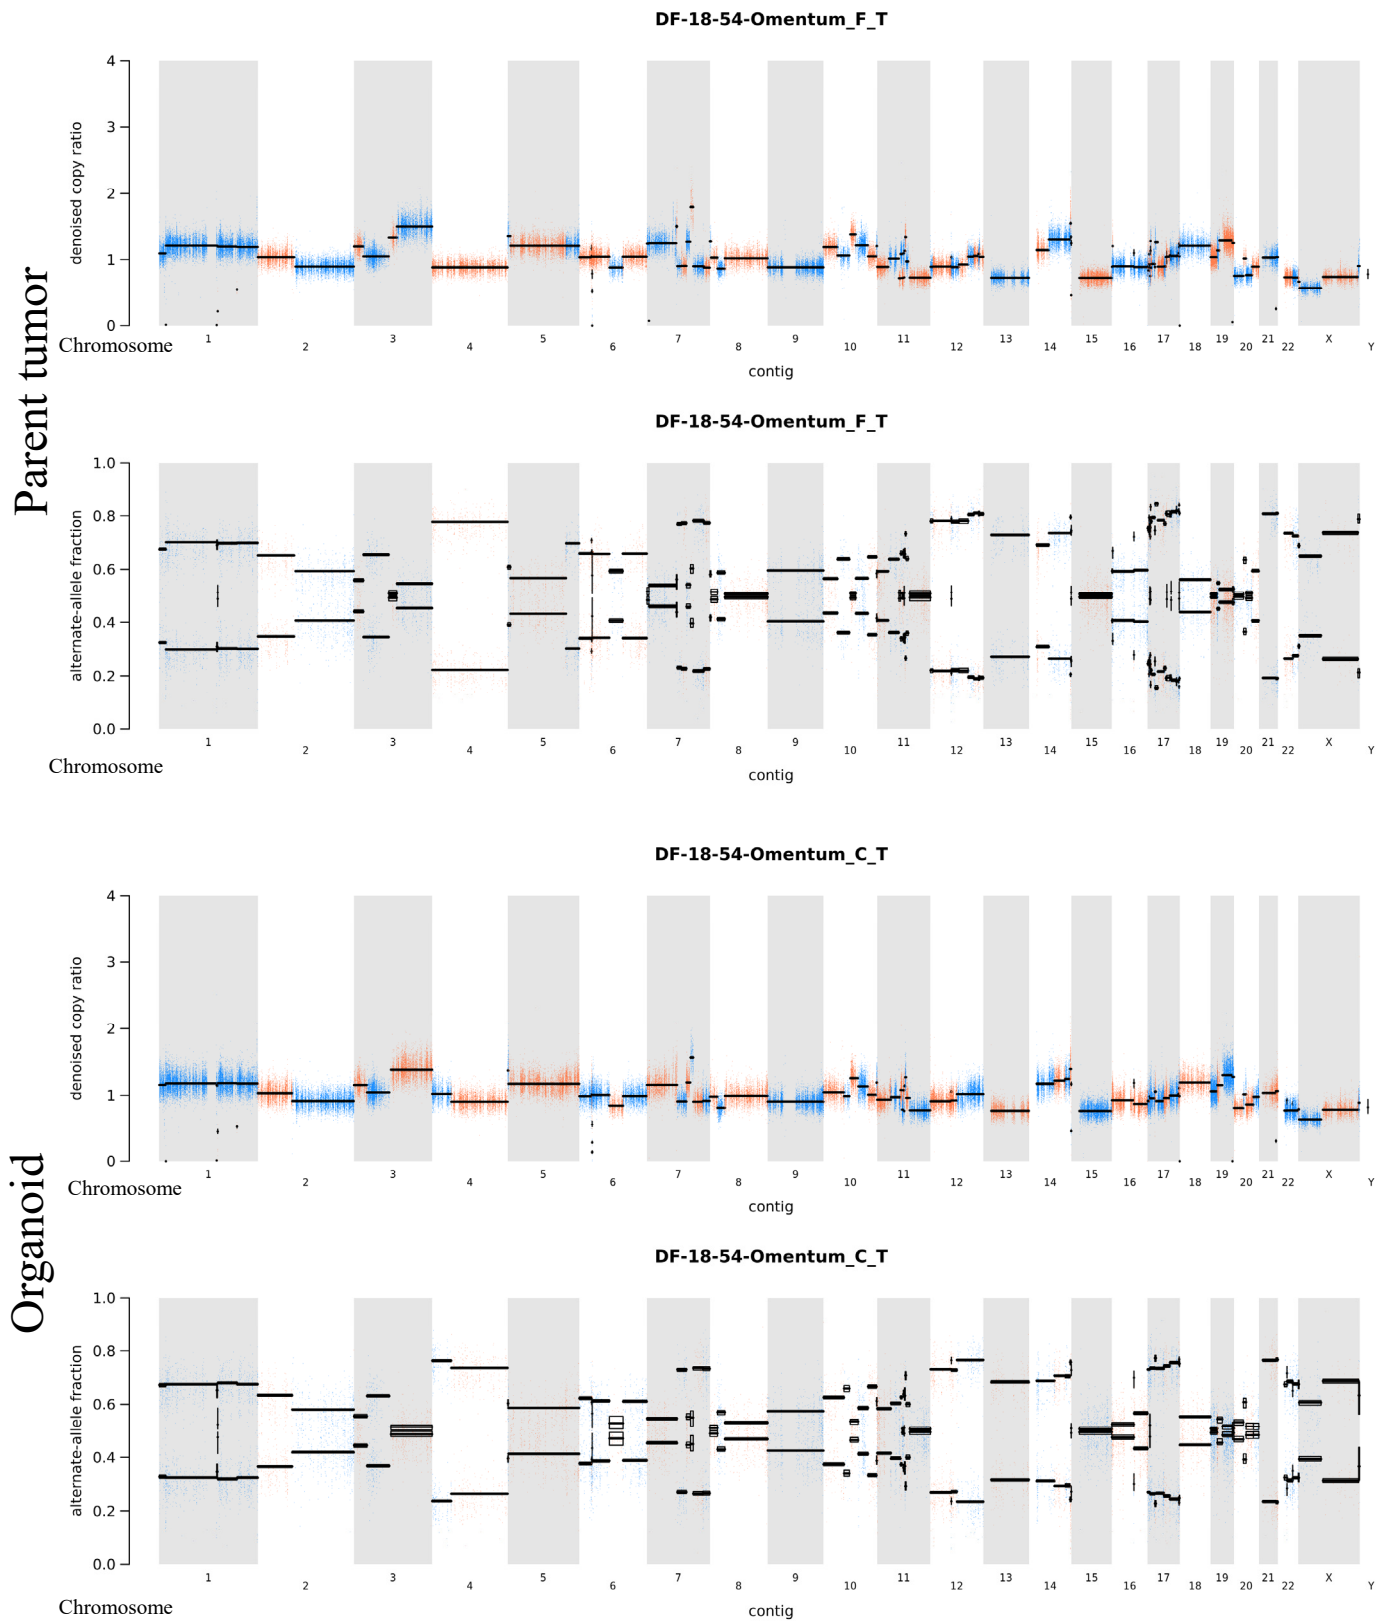 Parent tumor
DF-18-54-Omentum_F_T
denoised copy ratio
4
3
2
1
0
1 2 3 4 5 6 7 8 9 10 11 12 13 14 15 16 17 18 19 20 21 22 X Y
Chromosome
contig
DF-18-54-Omentum_F_T
alternate-allele fraction
1.0
0.8
0.6
0.4
0.2
0.0
1 2 3 4 5 6 7 8 9 10 11 12 13 14 15 16 17 18 19 20 21 22 X Y
Chromosome
contig
Organoid
DF-18-54-Omentum_C_T
denoised copy ratio
4
3
2
1
0
1 2 3 4 5 6 7 8 9 10 11 12 13 14 15 16 17 18 19 20 21 22 X Y
Chromosome
contig
DF-18-54-Omentum_C_T
alternate-allele fraction
1.0
0.8
0.6
0.4
0.2
0.0
1 2 3 4 5 6 7 8 9 10 11 12 13 14 15 16 17 18 19 20 21 22 X Y
Chromosome
contig